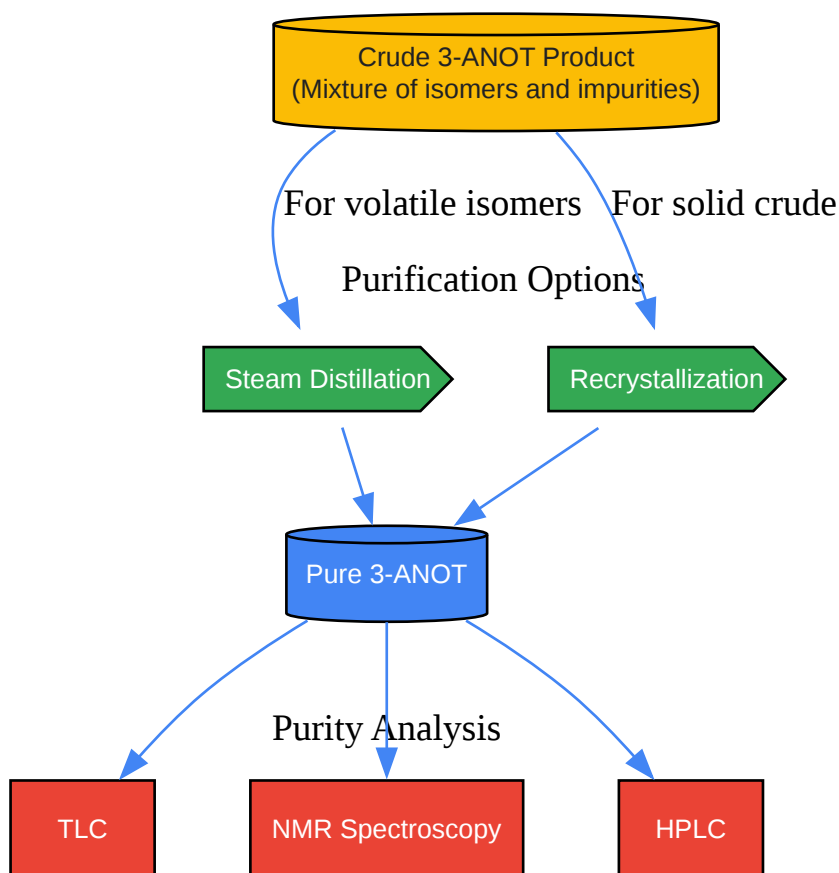 Crude 3-ANOT Product
(Mixture of isomers and impurities)
For volatile isomers
For solid crude
Purification Options
Steam Distillation
Recrystallization
Pure 3-ANOT
Purity Analysis
TLC
NMR Spectroscopy
HPLC